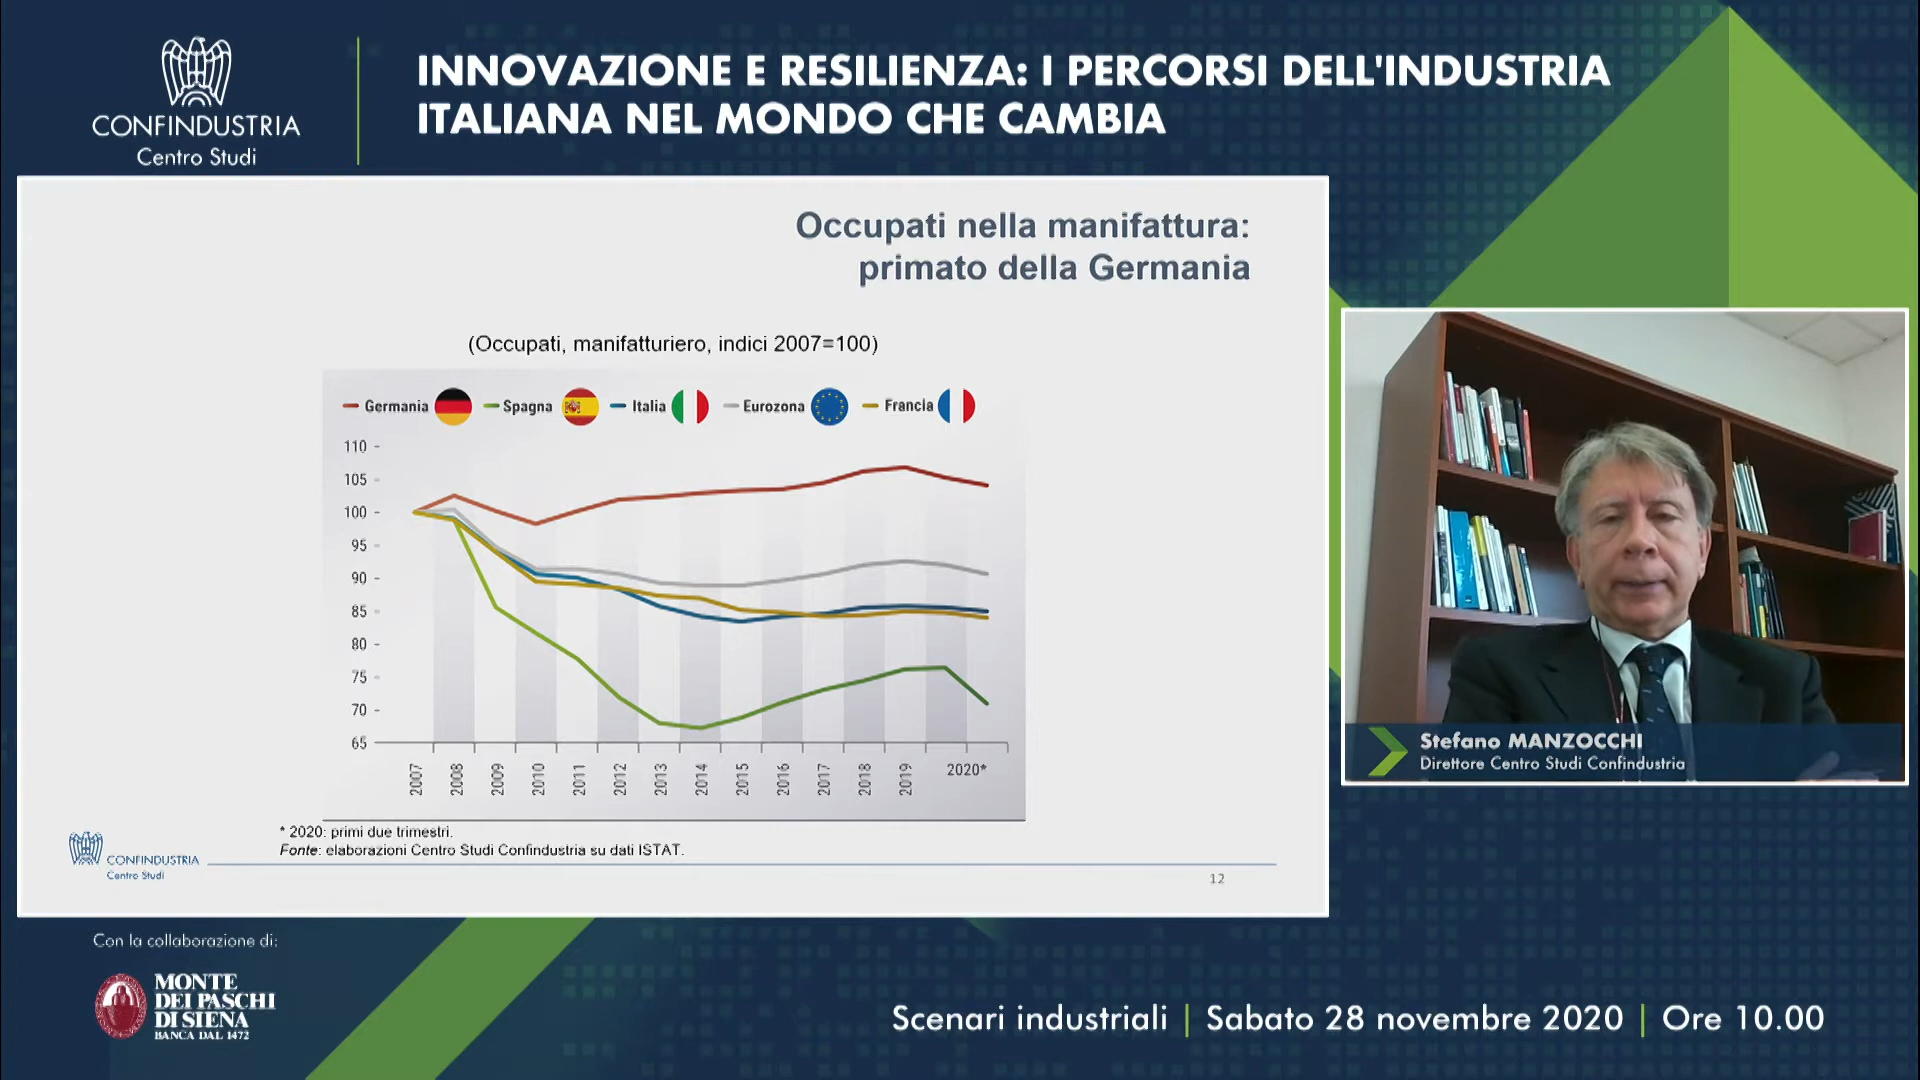 CONFINDUSTRIA
Centro Studi
INNOVAZIONE E RESILIENZA: I PERCORSI DELL'INDUSTRIA
ITALIANA NEL MONDO CHE CAMBIA
Occupati nella manifattura:
primato della Germania
(Occupati, manifatturiero, indici 2007=100)
Germania Spagna Italia Eurozona Francia
110
105
100
95
90
85
80
75
70
65
2007 2008 2009 2010 2011 2012 2013 2014 2015 2016 2017 2018 2019 2020*
* 2020: primi due trimestri.
Fonte: elaborazioni Centro Studi Confindustria su dati ISTAT.
CONFINDUSTRIA
Centro Studi
12
Stefano MANZOCCHI
Direttore Centro Studi Confindustria
Con la collaborazione di:
MONTE
DEI PASCHI
DI SIENA
BANCA DAL 1472
Scenari industriali | Sabato 28 novembre 2020 | Ore 10.00